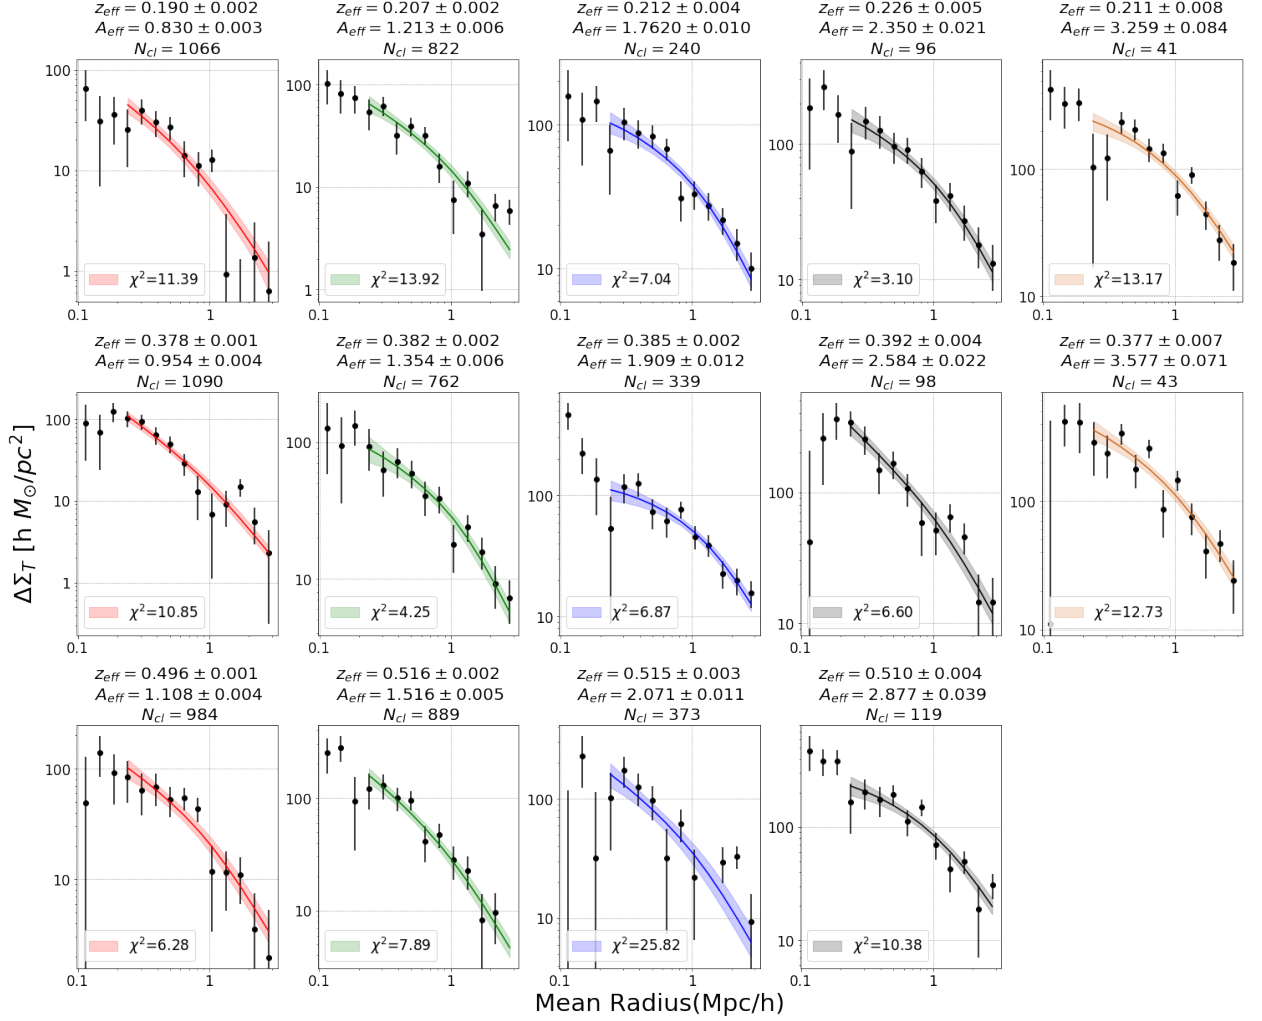 z_eff = 0.190 ± 0.002
A_eff = 0.830 ± 0.003
N_cl = 1066
z_eff = 0.207 ± 0.002
A_eff = 1.213 ± 0.006
N_cl = 822
z_eff = 0.212 ± 0.004
A_eff = 1.7620 ± 0.010
N_cl = 240
z_eff = 0.226 ± 0.005
A_eff = 2.350 ± 0.021
N_cl = 96
z_eff = 0.211 ± 0.008
A_eff = 3.259 ± 0.084
N_cl = 41
100
10
1
0.1
1
χ²=11.39
100
10
1
0.1
1
χ²=13.92
100
10
0.1
1
χ²=7.04
100
10
0.1
1
χ²=3.10
100
10
0.1
1
χ²=13.17
z_eff = 0.378 ± 0.001
A_eff = 0.954 ± 0.004
N_cl = 1090
z_eff = 0.382 ± 0.002
A_eff = 1.354 ± 0.006
N_cl = 762
z_eff = 0.385 ± 0.002
A_eff = 1.909 ± 0.012
N_cl = 339
z_eff = 0.392 ± 0.004
A_eff = 2.584 ± 0.022
N_cl = 98
z_eff = 0.377 ± 0.007
A_eff = 3.577 ± 0.071
N_cl = 43
ΔΣ_T [h M_⊙/pc²]
100
10
1
0.1
1
χ²=10.85
100
10
0.1
1
χ²=4.25
100
10
0.1
1
χ²=6.87
100
10
0.1
1
χ²=6.60
100
10
0.1
1
χ²=12.73
z_eff = 0.496 ± 0.001
A_eff = 1.108 ± 0.004
N_cl = 984
z_eff = 0.516 ± 0.002
A_eff = 1.516 ± 0.005
N_cl = 889
z_eff = 0.515 ± 0.003
A_eff = 2.071 ± 0.011
N_cl = 373
z_eff = 0.510 ± 0.004
A_eff = 2.877 ± 0.039
N_cl = 119
100
10
0.1
1
χ²=6.28
100
10
0.1
1
χ²=7.89
100
10
0.1
1
χ²=25.82
100
10
0.1
1
χ²=10.38
Mean Radius(Mpc/h)